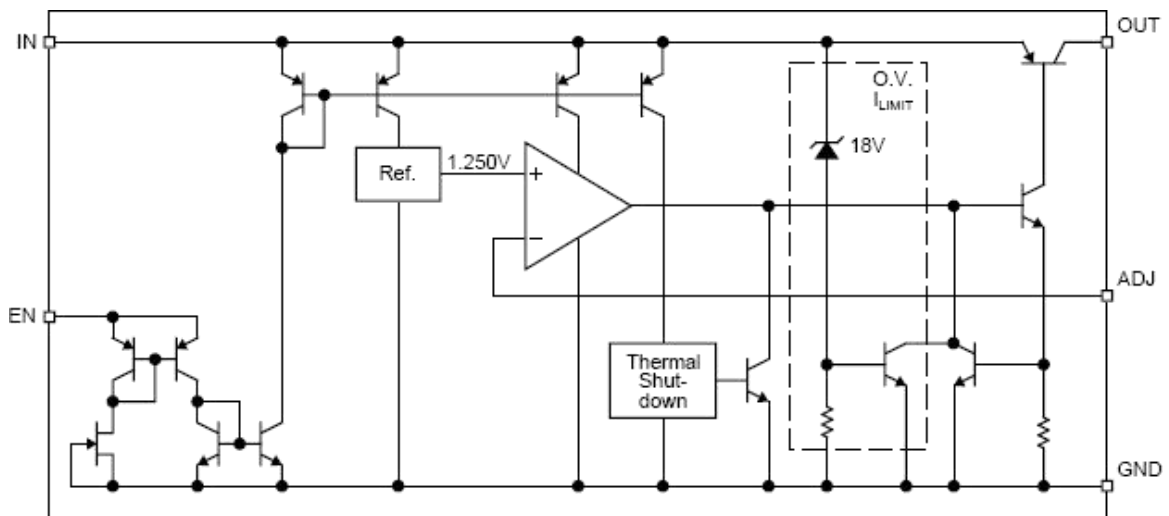 IN
OUT
O.V.
ILIMIT
18V
Ref.
1.250V
+
−
ADJ
EN
Thermal
Shut-
down
GND